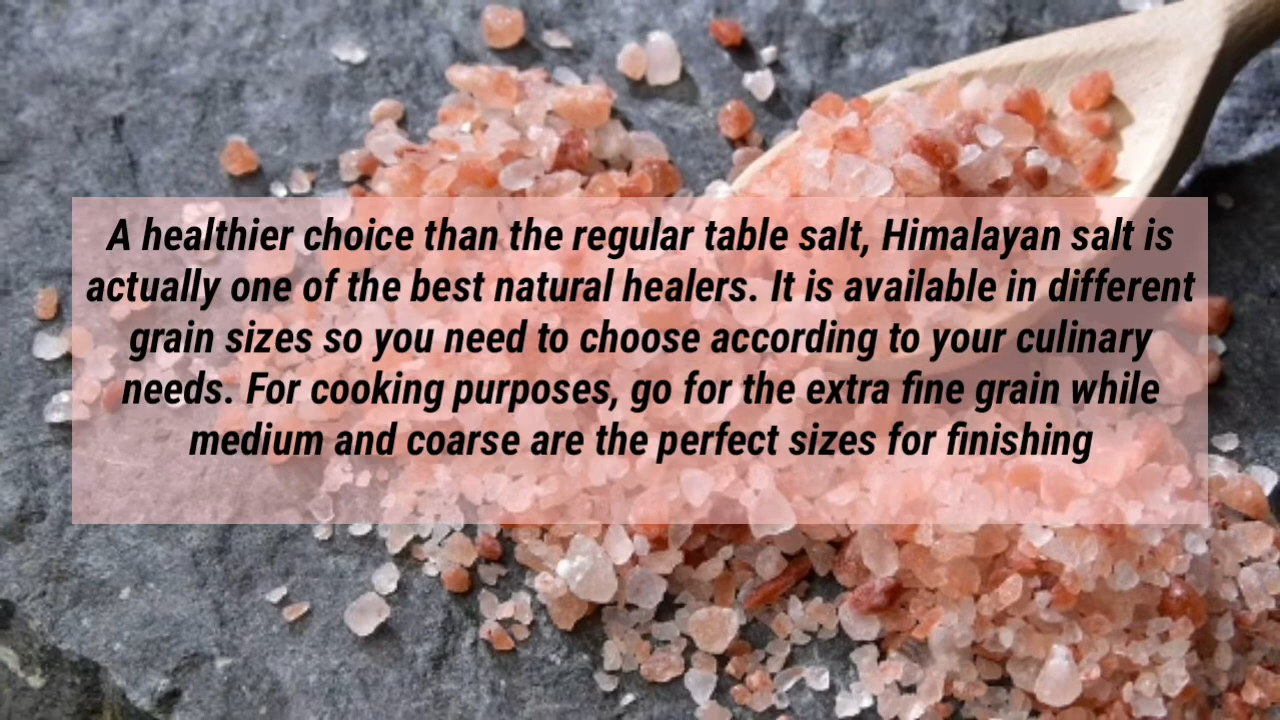 A healthier choice than the regular table salt, Himalayan salt is
actually one of the best natural healers. It is available in different
grain sizes so you need to choose according to your culinary
needs. For cooking purposes, go for the extra fine grain while
medium and coarse are the perfect sizes for finishing